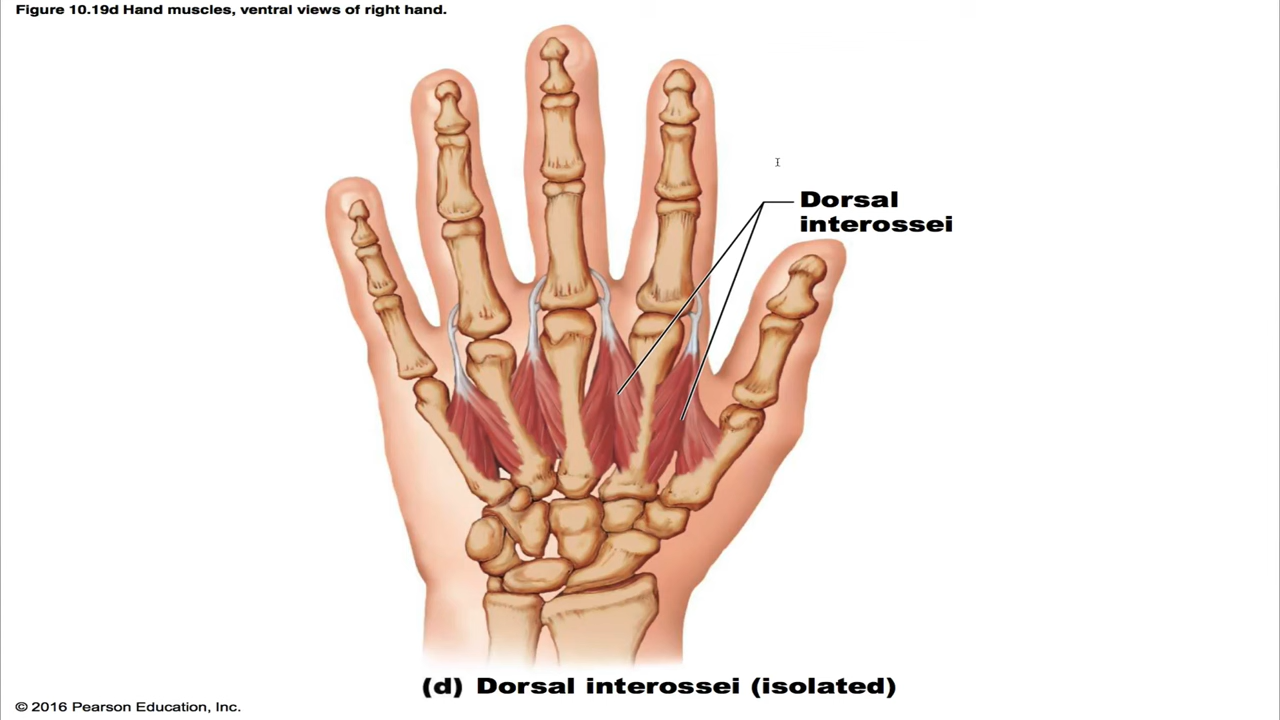 Figure 10.19d Hand muscles, ventral views of right hand.
Dorsal
interossei
(d) Dorsal interossei (isolated)
© 2016 Pearson Education, Inc.